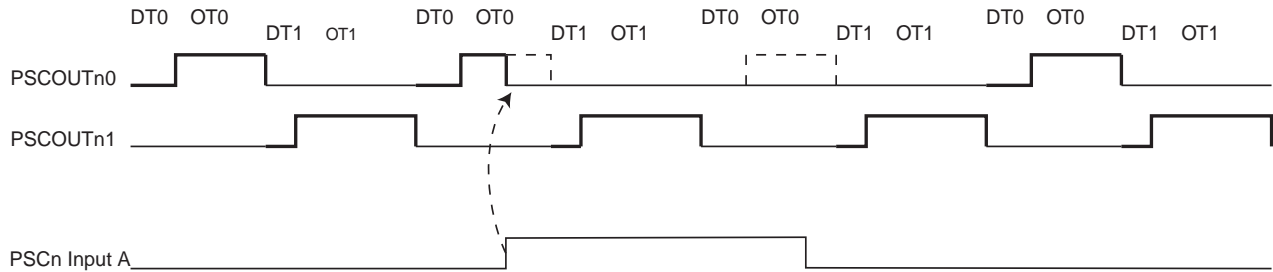 DT0 OT0 DT0 OT0 DT0 OT0 DT0 OT0
DT1 OT1 DT1 OT1 DT1 OT1 DT1 OT1
PSCOUTn0
PSCOUTn1
PSCn Input A